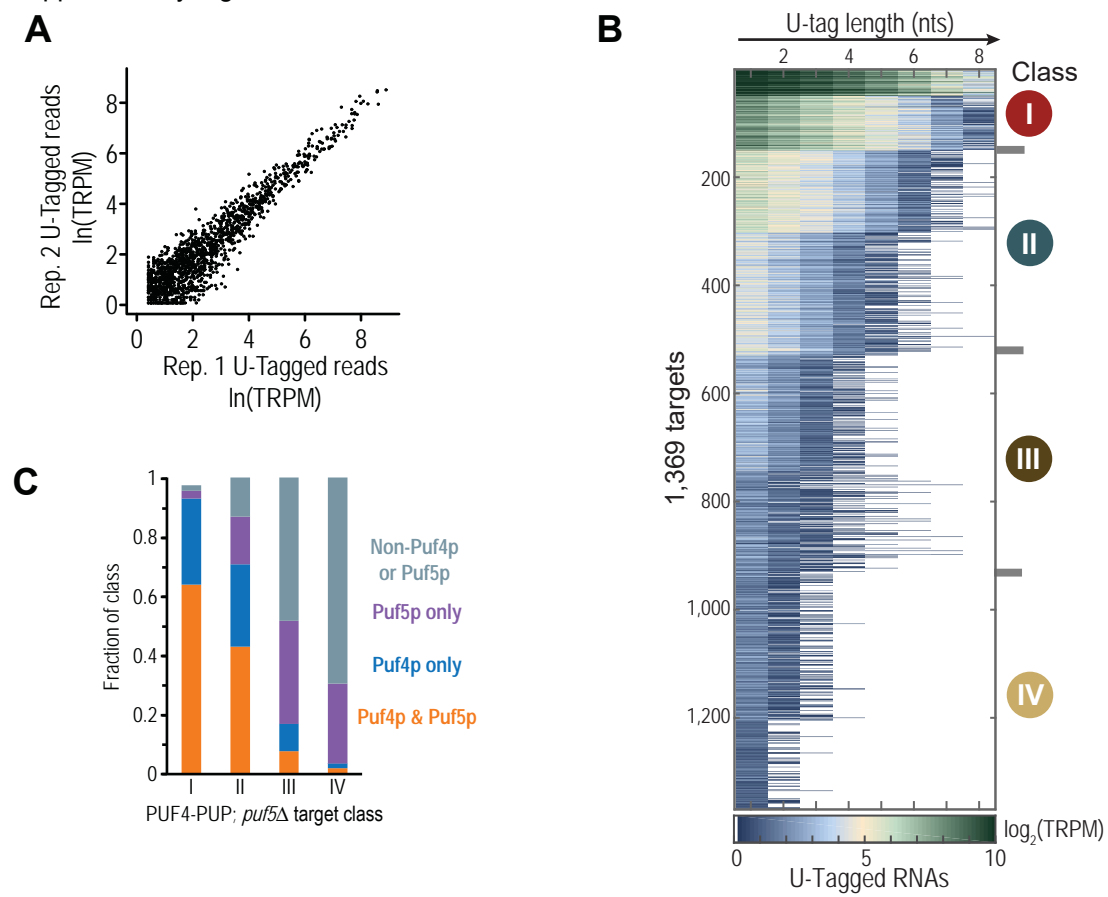 A
Rep. 2 U-Tagged reads
ln(TRPM)
8
6
4
2
0
0 2 4 6 8
Rep. 1 U-Tagged reads
ln(TRPM)
B
U-tag length (nts)
2 4 6 8
Class
I
II
III
IV
1,369 targets
200
400
600
800
1,000
1,200
log2(TRPM)
0 5 10
U-Tagged RNAs
C
Fraction of class
1
0.8
0.6
0.4
0.2
0
I II III IV
PUF4-PUP; puf5Δ target class
Non-Puf4p
or Puf5p
Puf5p only
Puf4p only
Puf4p & Puf5p